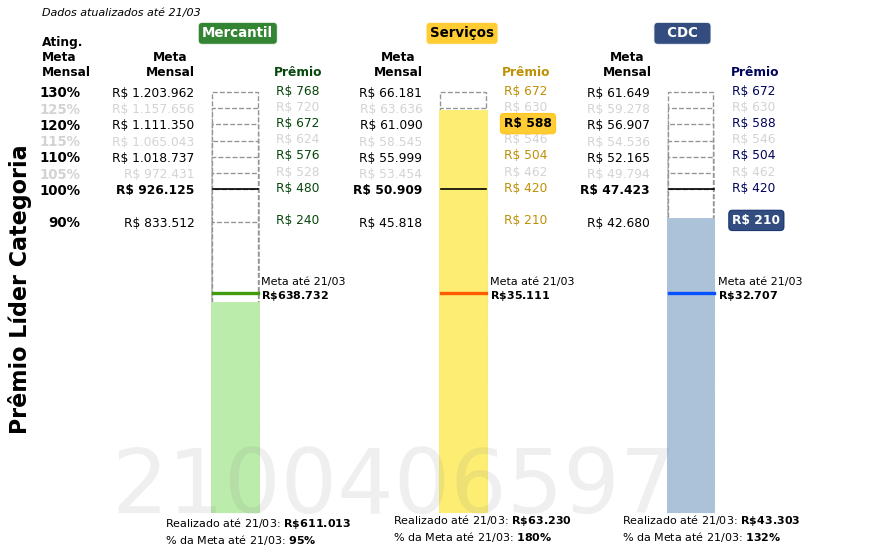 Dados atualizados até 21/03
Mercantil Serviços CDC
Ating. Meta Mensal
Meta Mensal Prêmio Meta Mensal Prêmio Meta Mensal Prêmio
130% R$ 1.203.962 R$ 768 R$ 66.181 R$ 672 R$ 61.649 R$ 672
125% R$ 1.157.656 R$ 720 R$ 63.636 R$ 630 R$ 59.278 R$ 630
120% R$ 1.111.350 R$ 672 R$ 61.090 R$ 588 R$ 56.907 R$ 588
115% R$ 1.065.043 R$ 624 R$ 58.545 R$ 546 R$ 54.536 R$ 546
110% R$ 1.018.737 R$ 576 R$ 55.999 R$ 504 R$ 52.165 R$ 504
105% R$ 972.431 R$ 528 R$ 53.454 R$ 462 R$ 49.794 R$ 462
100% R$ 926.125 R$ 480 R$ 50.909 R$ 420 R$ 47.423 R$ 420
90% R$ 833.512 R$ 240 R$ 45.818 R$ 210 R$ 42.680 R$ 210
Meta até 21/03 Meta até 21/03 Meta até 21/03
R$638.732 R$35.111 R$32.707
Prêmio Líder Categoria
2100406597
Realizado até 21/03: R$611.013 Realizado até 21/03: R$63.230 Realizado até 21/03: R$43.303
% da Meta até 21/03: 95% % da Meta até 21/03: 180% % da Meta até 21/03: 132%